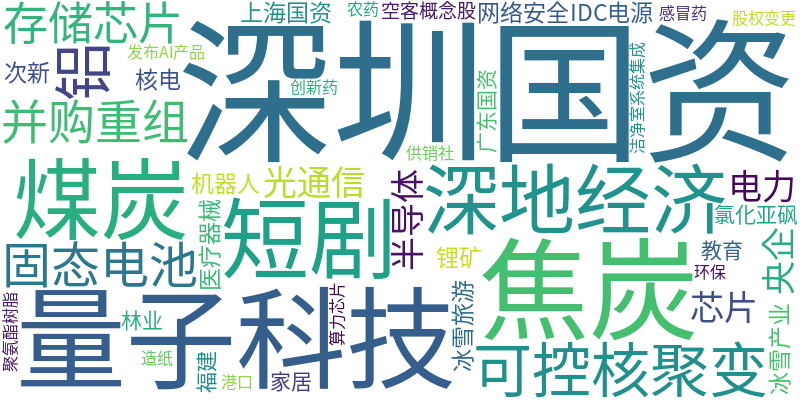 存储芯片
铝
上海国资
农药
空客概念股
网络安全IDC电源
感冒药
股权变更
发布AI产品
次新
核电
深圳国资
创新药
广东国资
洁净室系统集成
并购重组
供销社
煤炭
机器人
光通信
半导体
深地经济
电力
氯化亚砜
医疗器械
短剧
固态电池
锂矿
焦炭
教育
环保
央企
聚氨酯树脂
林业
量子科技
算力芯片
冰雪旅游
芯片
冰雪产业
造纸
福建
港口
家居
可控核聚变